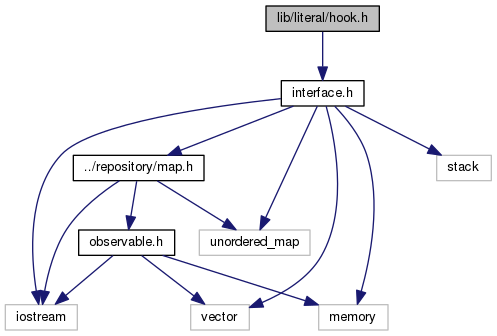 lib/literal/hook.h
interface.h
../repository/map.h
stack
observable.h
unordered_map
iostream
vector
memory